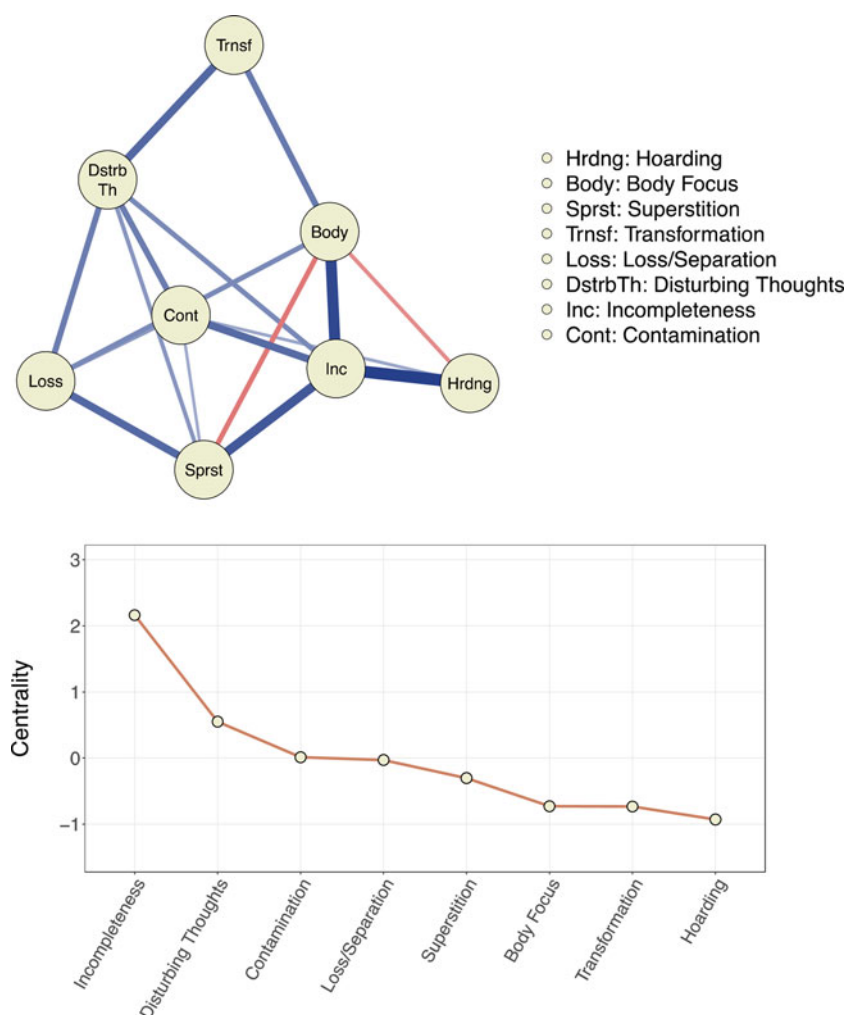 Trnsf
Dstrb
Th
Body
Cont
Inc
Loss
Hrdng
Sprst
Hrdng: Hoarding
Body: Body Focus
Sprst: Superstition
Trnsf: Transformation
Loss: Loss/Separation
DstrbTh: Disturbing Thoughts
Inc: Incompleteness
Cont: Contamination
Centrality
3
2
1
0
−1
Incompleteness
Disturbing Thoughts
Contamination
Loss/Separation
Superstition
Body Focus
Transformation
Hoarding